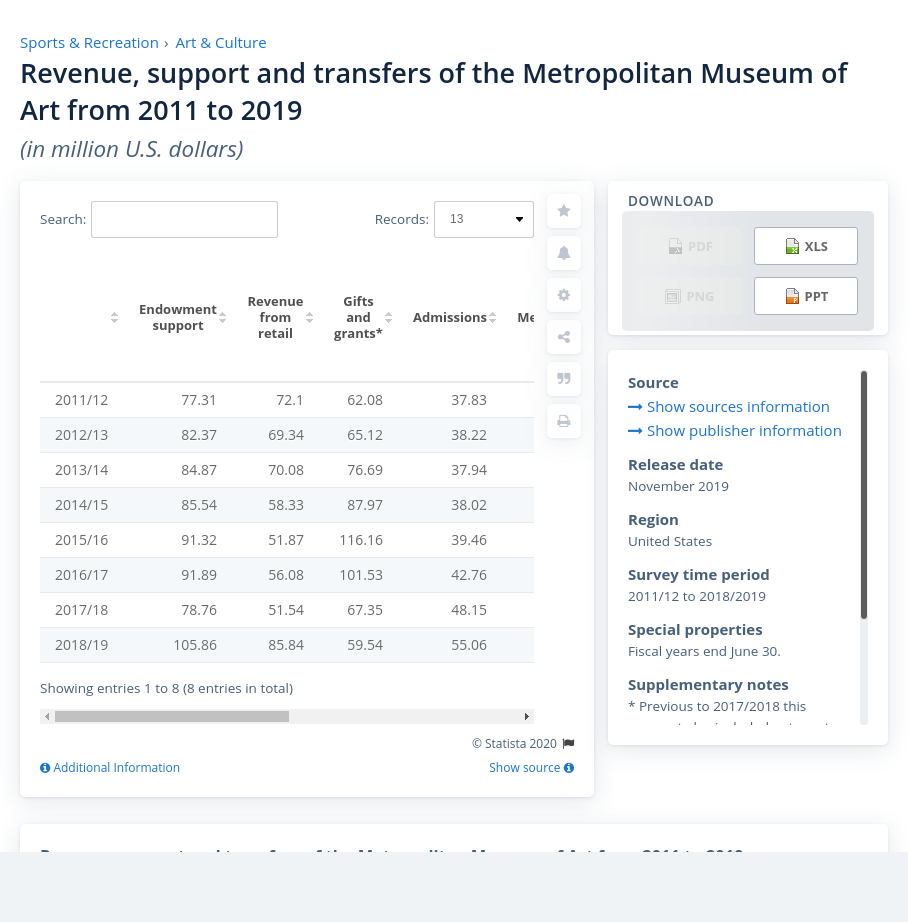 Sports & Recreation › Art & Culture
Revenue, support and transfers of the Metropolitan Museum of
Art from 2011 to 2019
(in million U.S. dollars)
Search:
Records: 13
Endowment support Revenue from retail Gifts and grants* Admissions Me
2011/12 77.31 72.1 62.08 37.83
2012/13 82.37 69.34 65.12 38.22
2013/14 84.87 70.08 76.69 37.94
2014/15 85.54 58.33 87.97 38.02
2015/16 91.32 51.87 116.16 39.46
2016/17 91.89 56.08 101.53 42.76
2017/18 78.76 51.54 67.35 48.15
2018/19 105.86 85.84 59.54 55.06
Showing entries 1 to 8 (8 entries in total)
© Statista 2020
Additional Information
Show source
DOWNLOAD
PDF XLS
PNG PPT
Source
Show sources information
Show publisher information
Release date
November 2019
Region
United States
Survey time period
2011/12 to 2018/2019
Special properties
Fiscal years end June 30.
Supplementary notes
* Previous to 2017/2018 this